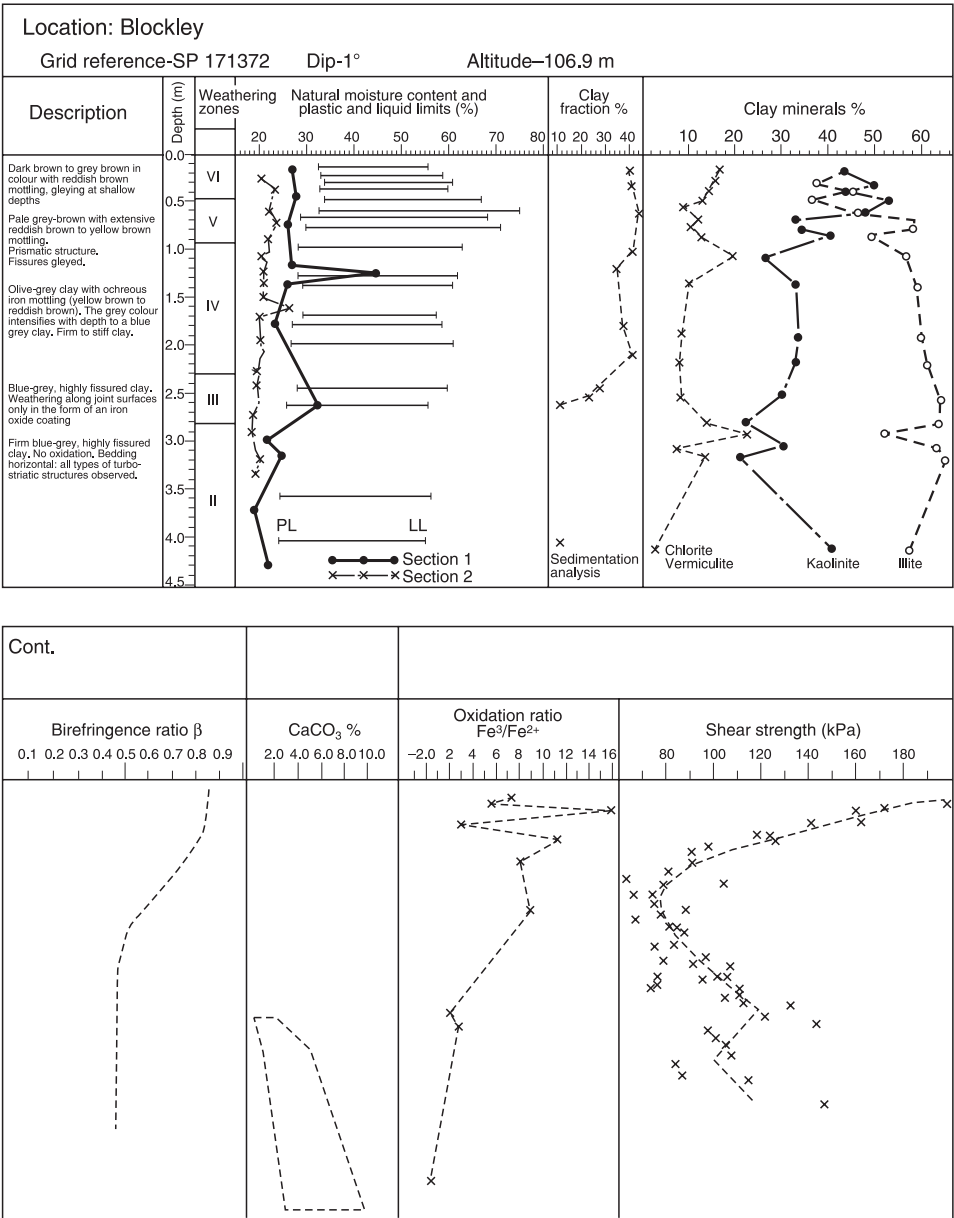 Location: Blockley
Grid reference-SP 171372 Dip-1° Altitude–106.9 m
Description
Depth (m)
Weathering
zones
Natural moisture content and
plastic and liquid limits (%)
20 30 40 50 60 70 80
Clay
fraction %
10 20 30 40
Clay minerals %
10 20 30 40 50 60
0.0
0.5
1.0
1.5
2.0
2.5
3.0
3.5
4.0
4.5
Dark brown to grey brown in
colour with reddish brown
mottling, gleying at shallow
depths
Pale grey-brown with extensive
reddish brown to yellow brown
mottling.
Prismatic structure.
Fissures gleyed.
Olive-grey clay with ochreous
iron mottling (yellow brown to
reddish brown). The grey colour
intensifies with depth to a blue
grey clay. Firm to stiff clay.
Blue-grey, highly fissured clay.
Weathering along joint surfaces
only in the form of an iron
oxide coating
Firm blue-grey, highly fissured
clay. No oxidation. Bedding
horizontal: all types of turbo-
striatic structures observed.
VI
V
IV
III
II
PL LL
Section 1
Section 2
Sedimentation
analysis
Chlorite
Vermiculite
Kaolinite
Illite
Cont.
Birefringence ratio β
0.1 0.2 0.3 0.4 0.5 0.6 0.7 0.8 0.9
CaCO3 %
2.0 4.0 6.0 8.0 10.0
Oxidation ratio
Fe³/Fe²⁺
–2.0 2 4 6 8 10 12 14 16
Shear strength (kPa)
80 100 120 140 160 180